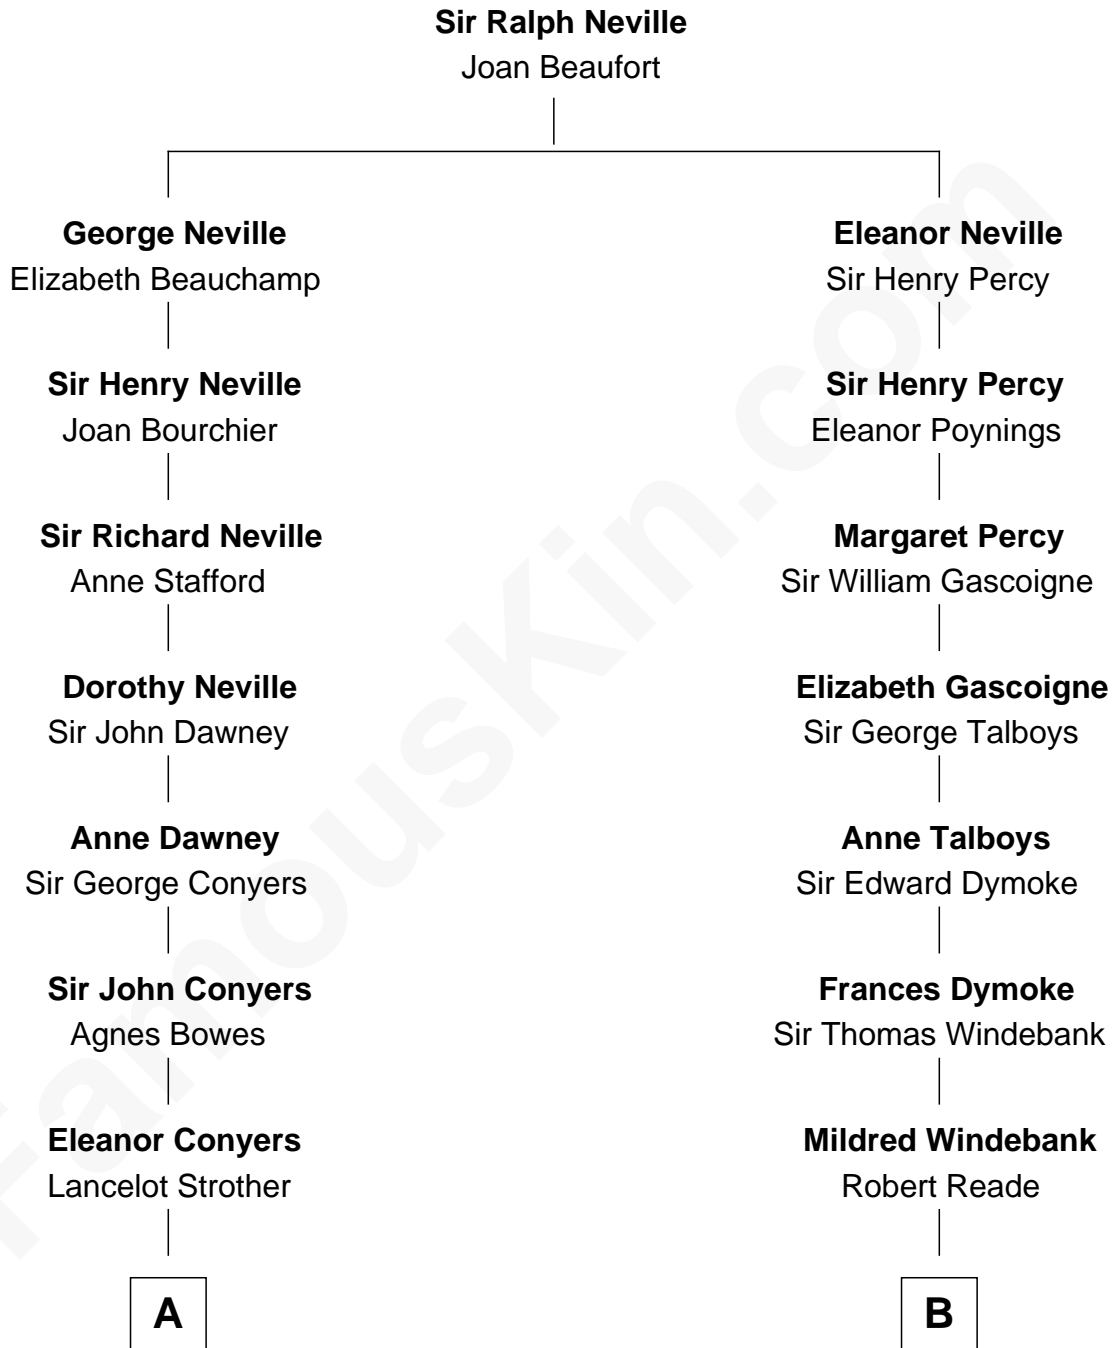 Sir Ralph Neville
Joan Beaufort
George Neville
Elizabeth Beauchamp
Sir Henry Neville
Joan Bourchier
Sir Richard Neville
Anne Stafford
Dorothy Neville
Sir John Dawney
Anne Dawney
Sir George Conyers
Sir John Conyers
Agnes Bowes
Eleanor Conyers
Lancelot Strother
A
Eleanor Neville
Sir Henry Percy
Sir Henry Percy
Eleanor Poynings
Margaret Percy
Sir William Gascoigne
Elizabeth Gascoigne
Sir George Talboys
Anne Talboys
Sir Edward Dymoke
Frances Dymoke
Sir Thomas Windebank
Mildred Windebank
Robert Reade
B
FamousKin.com